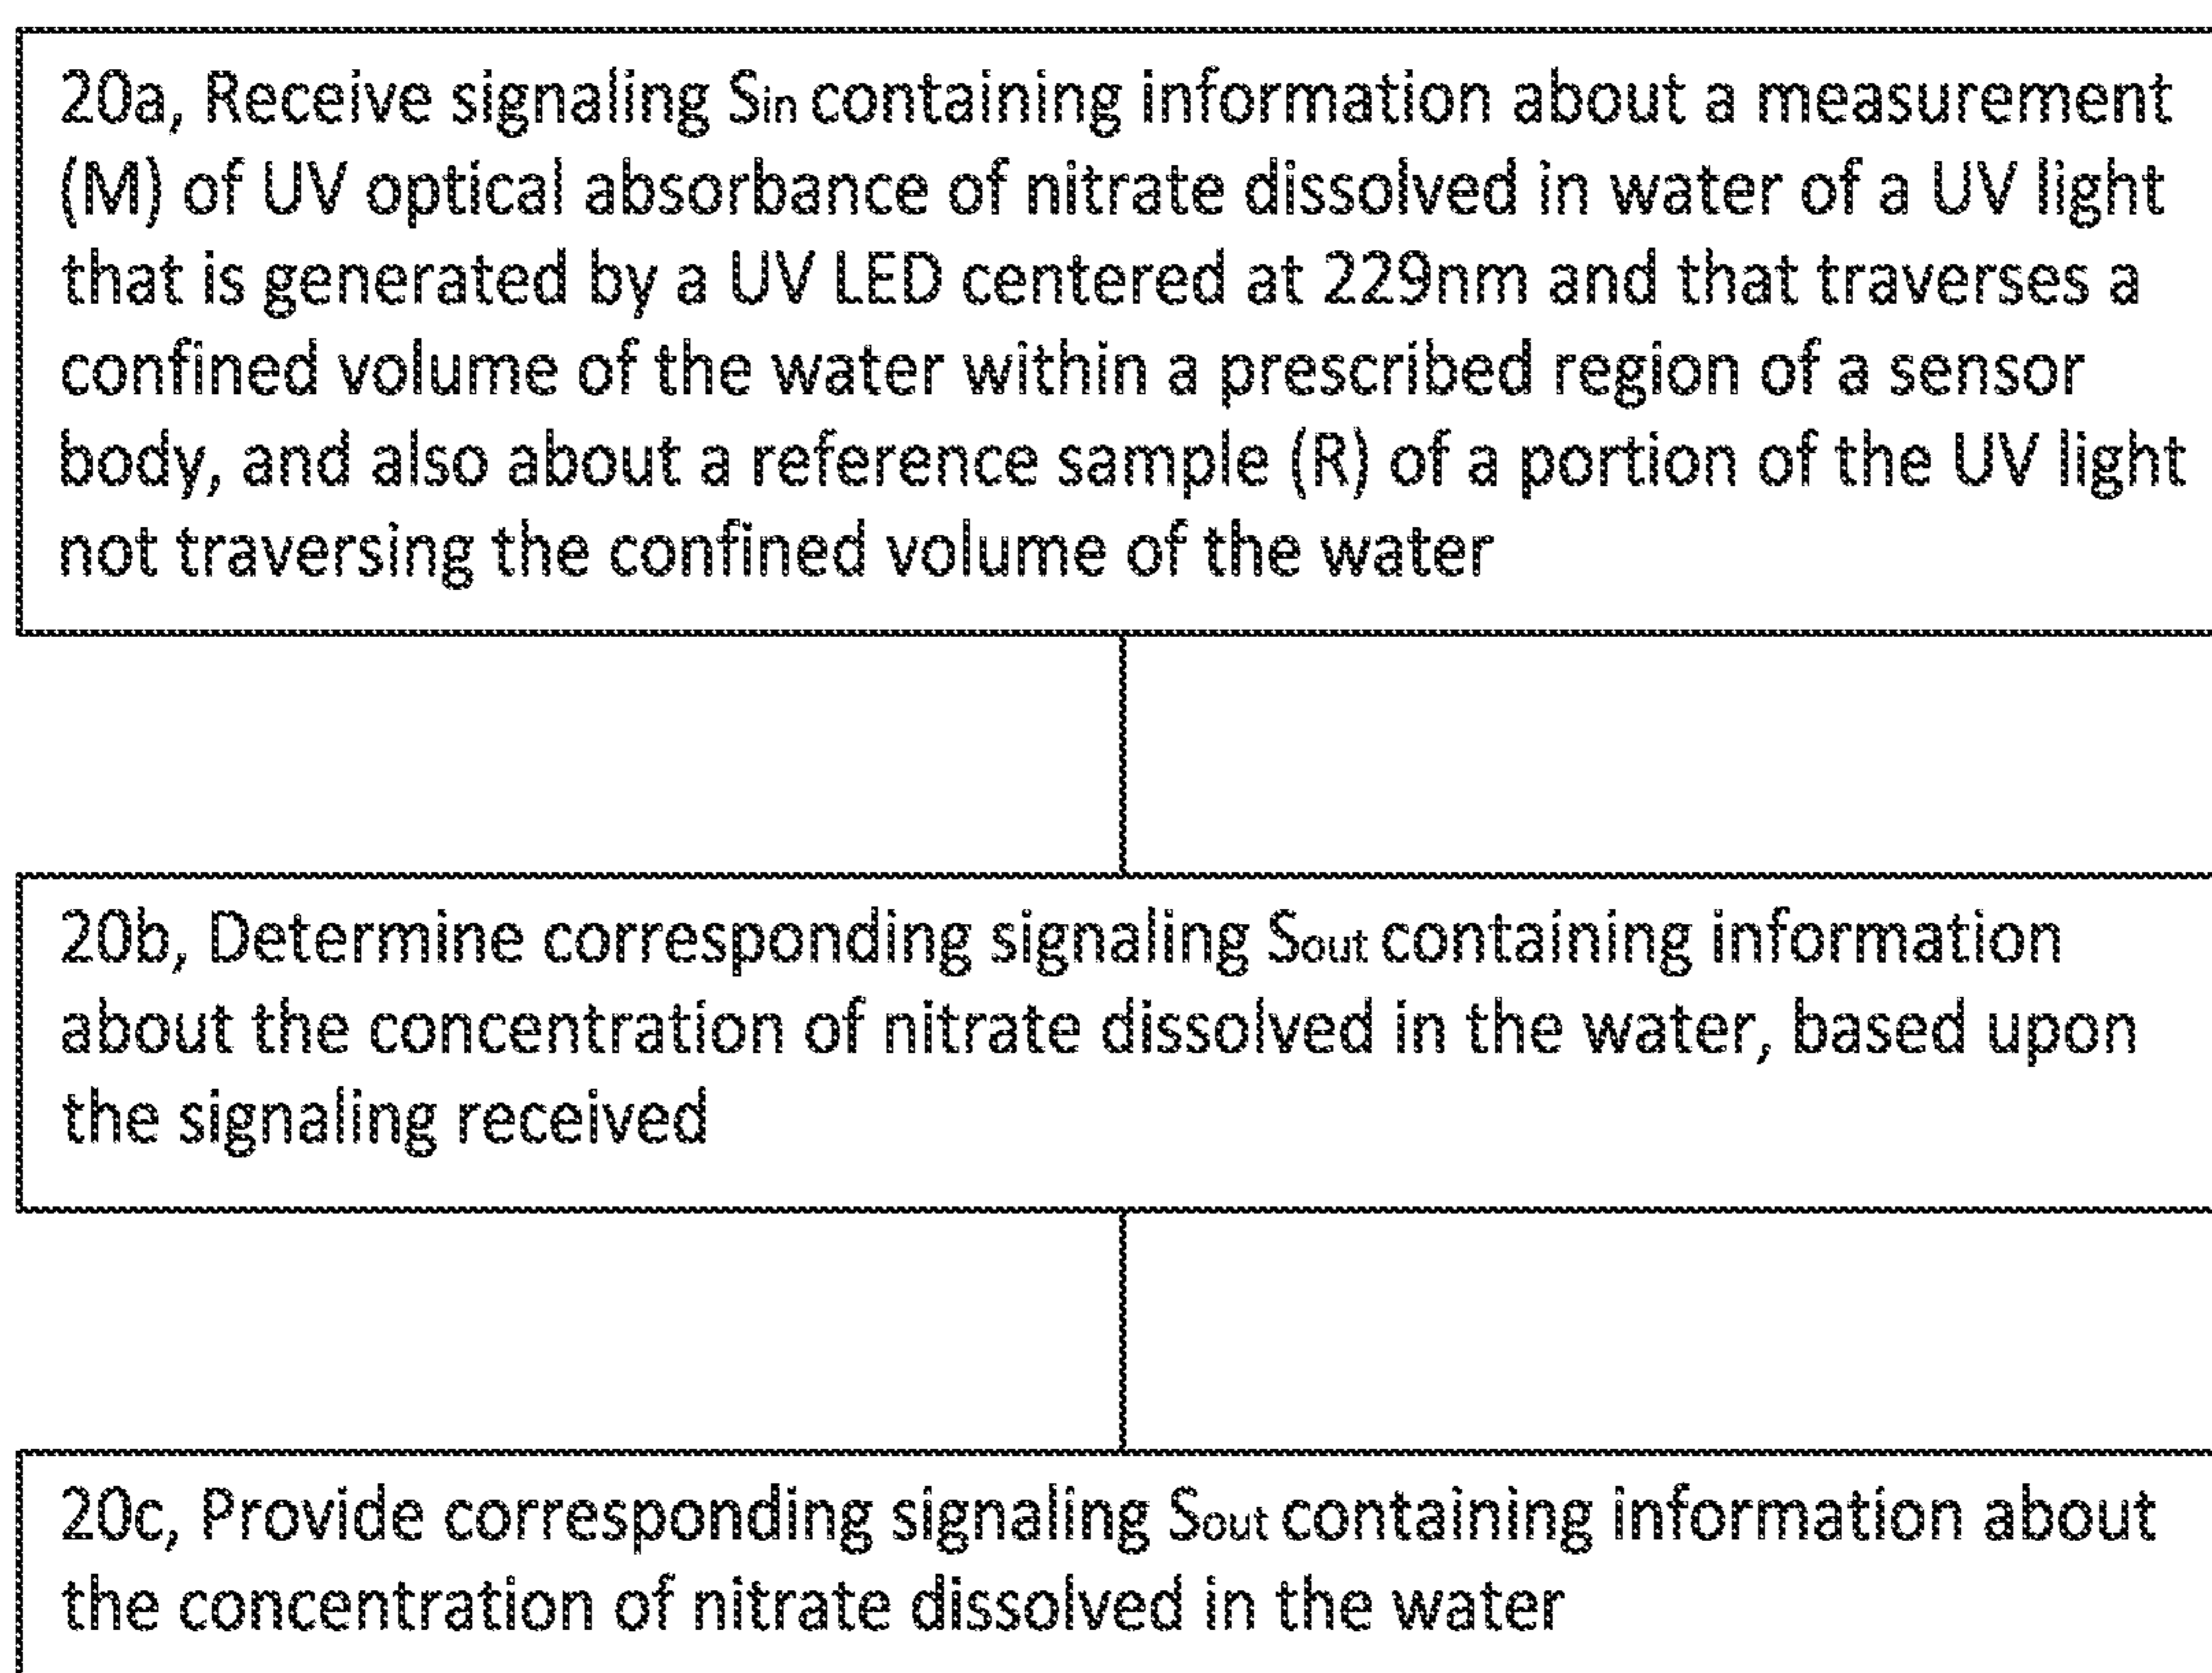 20a, Receive signaling Sin containing information about a measurement
(M) of UV optical absorbance of nitrate dissolved in water of a UV light
that is generated by a UV LED centered at 229nm and that traverses a
confined volume of the water within a prescribed region of a sensor
body, and also about a reference sample (R) of a portion of the UV light
not traversing the confined volume of the water
20b, Determine corresponding signaling Sout containing information
about the concentration of nitrate dissolved in the water, based upon
the signaling received
20c, Provide corresponding signaling Sout containing information about
the concentration of nitrate dissolved in the water